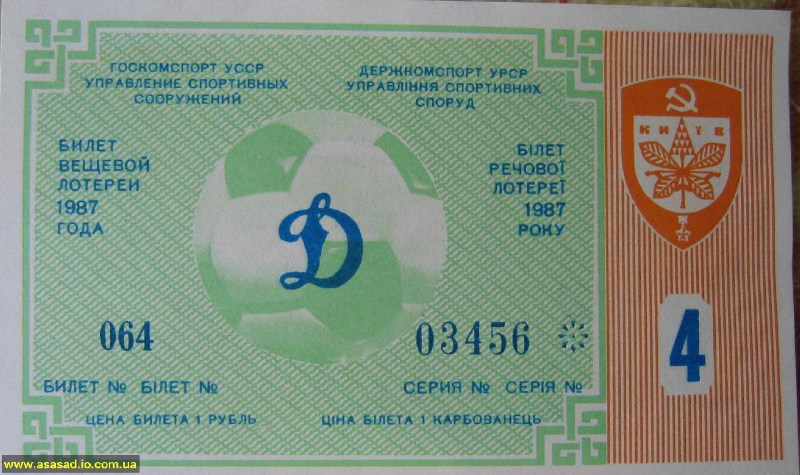 ГОСКОМСПОРТ УССР
УПРАВЛЕНИЕ СПОРТИВНЫХ
СООРУЖЕНИЙ
ДЕРЖКОМСПОРТ УРСР
УПРАВЛІННЯ СПОРТИВНИХ
СПОРУД
БИЛЕТ
ВЕЩЕВОЙ
ЛОТЕРЕИ
1987
ГОДА
БІЛЕТ
РЕЧОВОЇ
ЛОТЕРЕЇ
1987
РОКУ
КИЇВ
Д
064
03456
4
БИЛЕТ № БІЛЕТ №
СЕРИЯ № СЕРІЯ №
ЦЕНА БИЛЕТА 1 РУБЛЬ
ЦІНА БІЛЕТА 1 КАРБОВАНЕЦЬ
www.asasad.io.com.ua